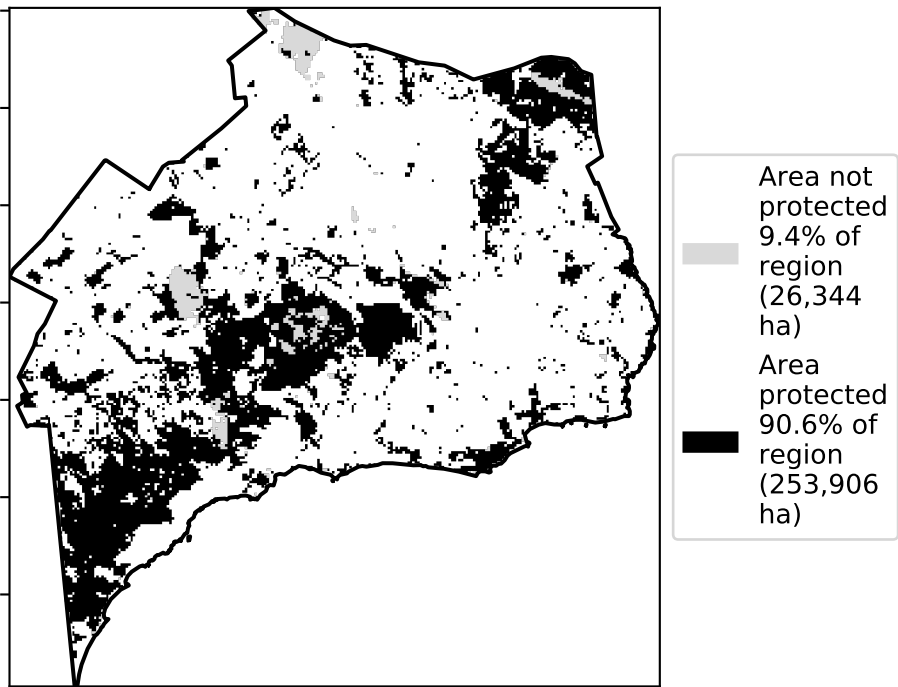 Area not
protected
9.4% of
region
(26,344
ha)
Area
protected
90.6% of
region
(253,906
ha)